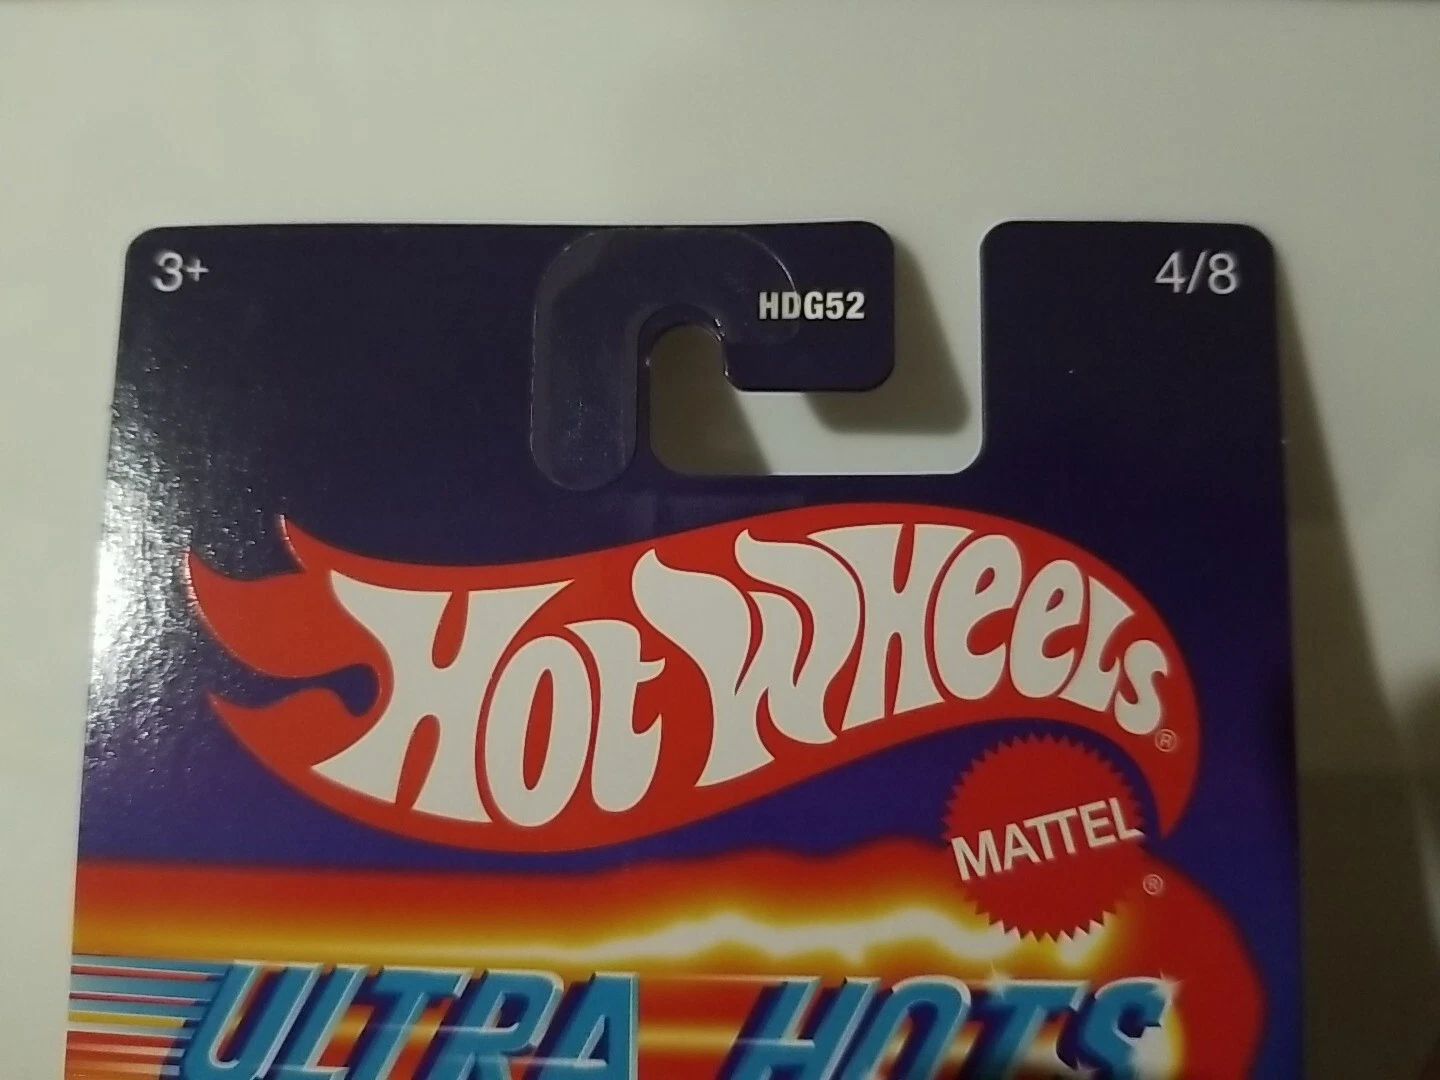 3+
HDG52
4/8
HOT WHEELS®
MATTEL
®
ULTRA HOTS